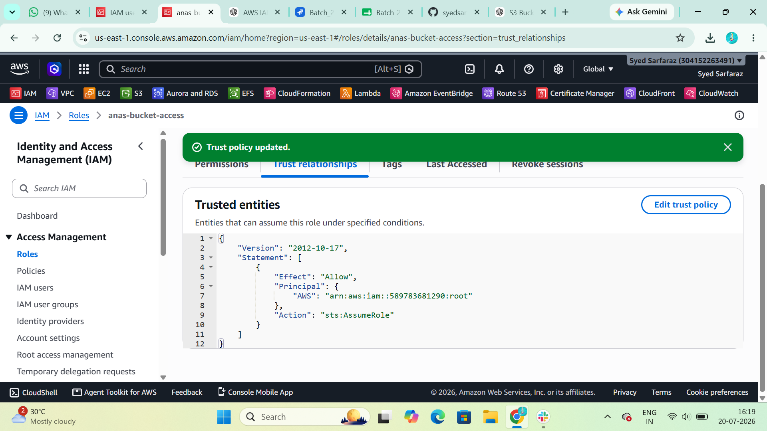 (9) Wha
IAM us
anas-b
AWS IA
Batch
Batch 2
syedsar
S3 Buck
Ask Gemini
us-east-1.console.aws.amazon.com/iam/home?region=us-east-1#/roles/details/anas-bucket-access?section=trust_relationships
aws
Search
[Alt+S]
Global
Syed Sarfaraz (304152263491)
Syed Sarfaraz
IAM
VPC
EC2
S3
Aurora and RDS
EFS
CloudFormation
Lambda
Amazon EventBridge
Route 53
Certificate Manager
CloudFront
CloudWatch
IAM > Roles > anas-bucket-access
Identity and Access
Management (IAM)
Search IAM
Dashboard
Access Management
Roles
Policies
IAM users
IAM user groups
Identity providers
Account settings
Root access management
Temporary delegation requests
Trust policy updated.
Permissions
Trust relationships
Tags
Last Accessed
Revoke sessions
Trusted entities
Edit trust policy
Entities that can assume this role under specified conditions.
1 {
2 "Version": "2012-10-17",
3 "Statement": [
4 {
5 "Effect": "Allow",
6 "Principal": {
7 "AWS": "arn:aws:iam::589783681290:root"
8 },
9 "Action": "sts:AssumeRole"
10 }
11 ]
12 }
CloudShell
Agent Toolkit for AWS
Feedback
Console Mobile App
© 2026, Amazon Web Services, Inc. or its affiliates.
Privacy
Terms
Cookie preferences
2
30°C
Mostly cloudy
Search
ENG
IN
16:19
20-07-2026